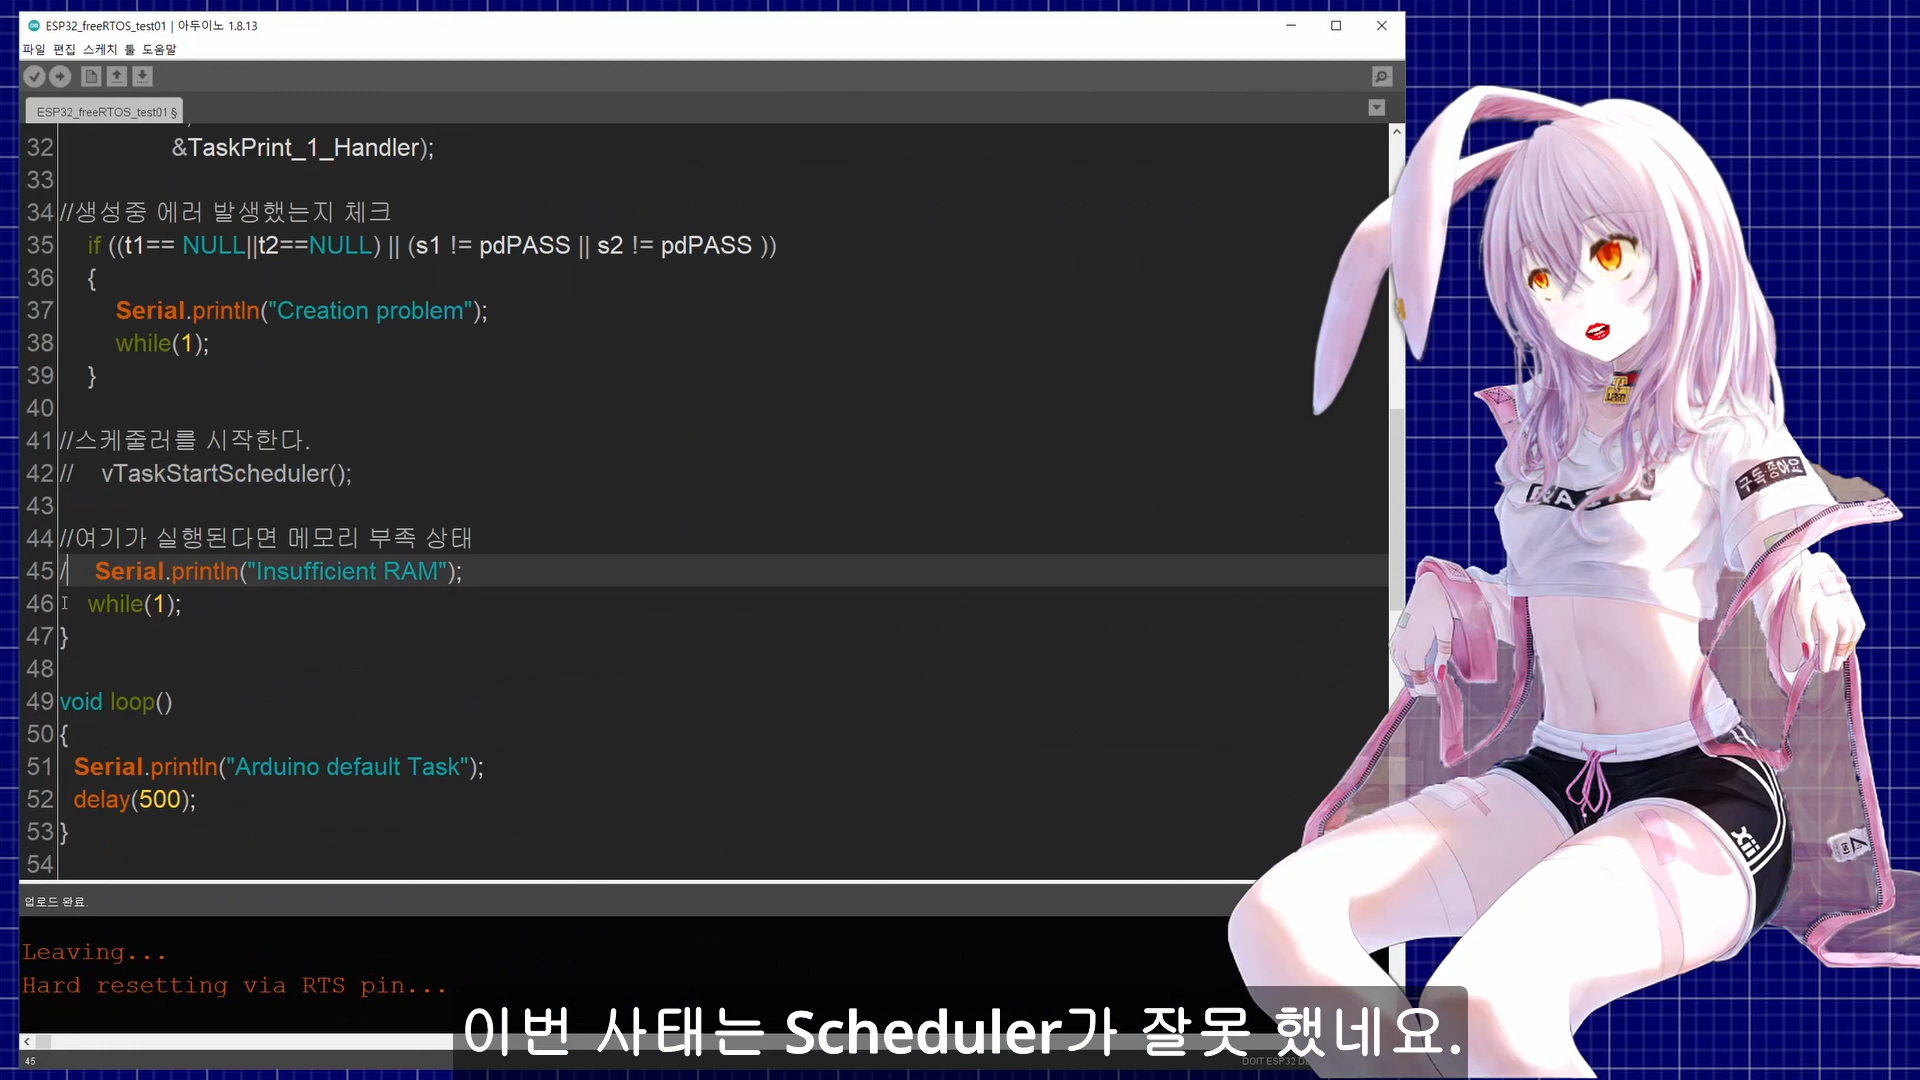 ESP32_freeRTOS_test01 | 아두이노 1.8.13
파일 편집 스케치 툴 도움말
ESP32_freeRTOS_test01 §
32 &TaskPrint_1_Handler);
33
34 //생성중 에러 발생했는지 체크
35 if ((t1== NULL||t2==NULL) || (s1 != pdPASS || s2 != pdPASS ))
36 {
37 Serial.println("Creation problem");
38 while(1);
39 }
40
41 //스케줄러를 시작한다.
42 // vTaskStartScheduler();
43
44 //여기가 실행된다면 메모리 부족 상태
45 / Serial.println("Insufficient RAM");
46 while(1);
47 }
48
49 void loop()
50 {
51 Serial.println("Arduino default Task");
52 delay(500);
53 }
54
업로드 완료.
Leaving...
Hard resetting via RTS pin...
45
이번 사태는 Scheduler가 잘못 했네요.
구독좋아요